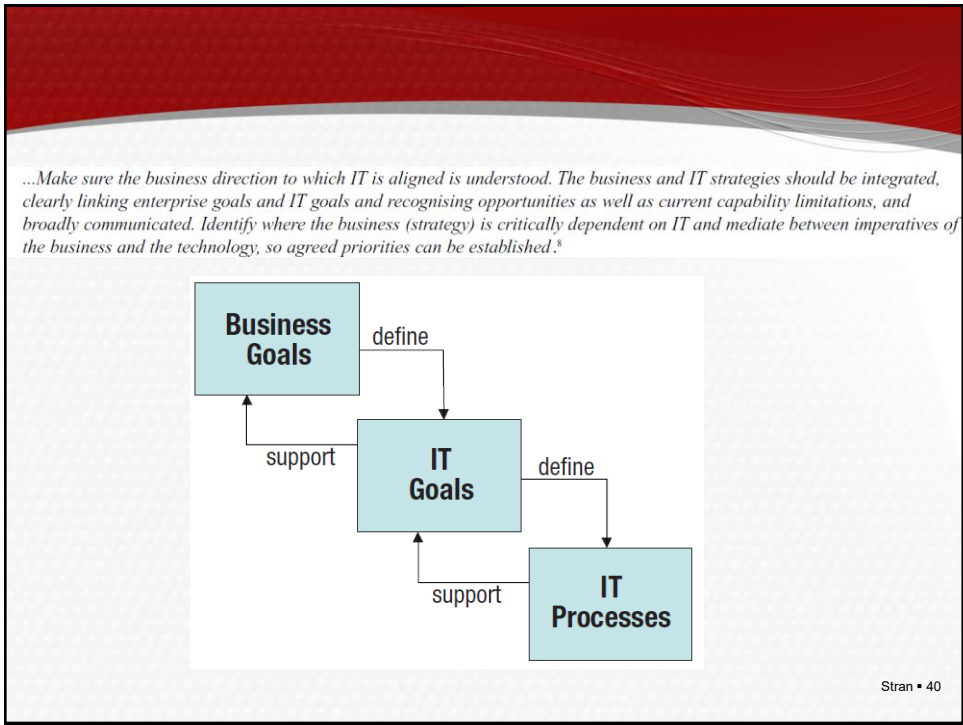 ...Make sure the business direction to which IT is aligned is understood. The business and IT strategies should be integrated,
clearly linking enterprise goals and IT goals and recognising opportunities as well as current capability limitations, and
broadly communicated. Identify where the business (strategy) is critically dependent on IT and mediate between imperatives of
the business and the technology, so agreed priorities can be established.⁸
Business
Goals
define
support
IT
Goals
define
support
IT
Processes
Stran ▪ 40